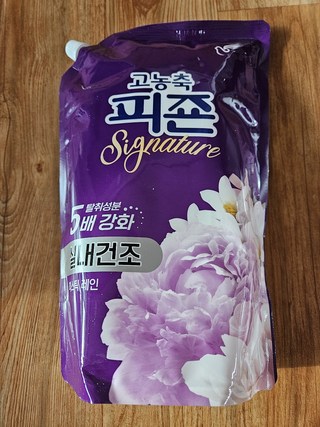 고농축
피죤
Signature
탈취성분
5배 강화
실내건조